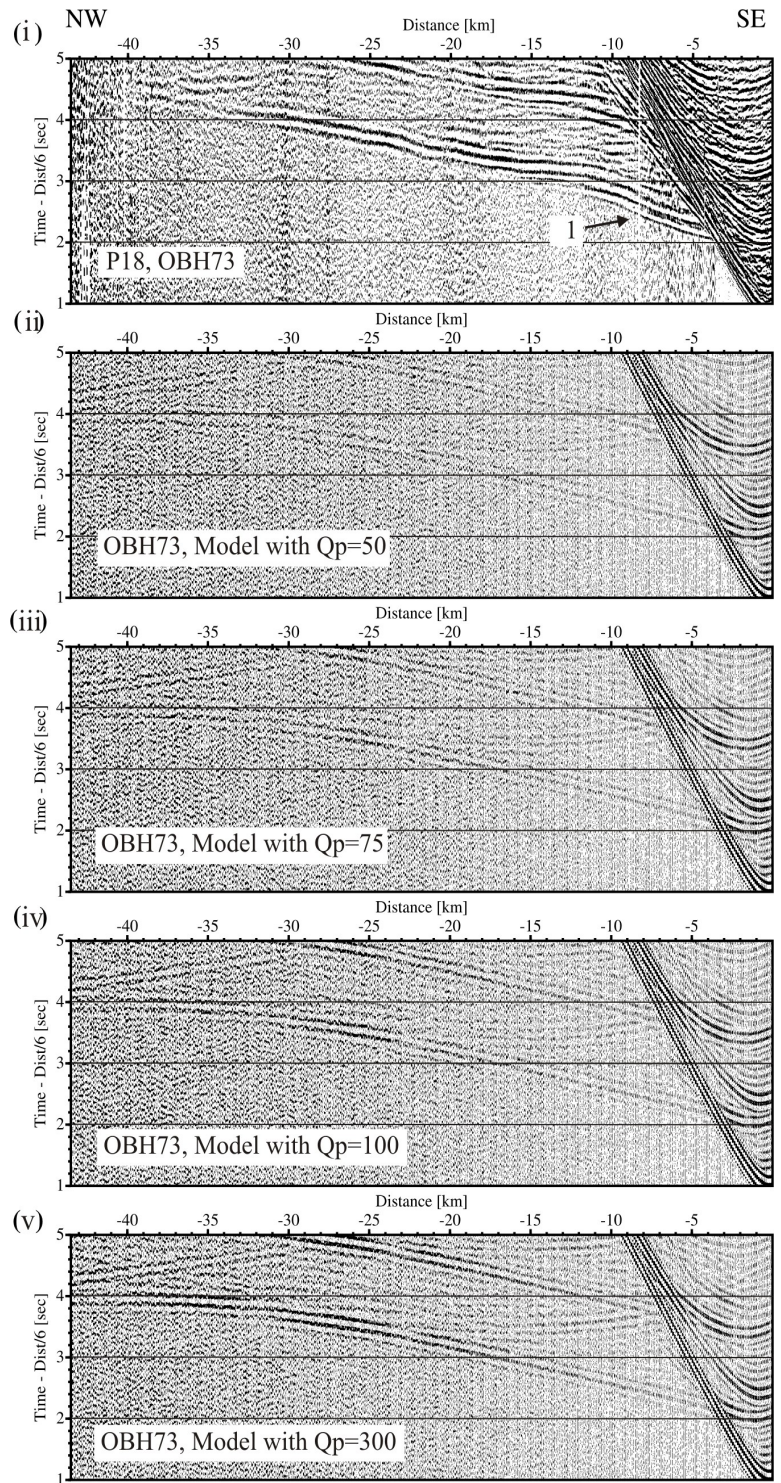 (i)
NW
Distance [km]
SE
-40 -35 -30 -25 -20 -15 -10 -5
Time - Dist/6 [sec]
5
4
3
2
1
1
P18, OBH73
(ii)
Distance [km]
-40 -35 -30 -25 -20 -15 -10 -5
Time - Dist/6 [sec]
5
4
3
2
1
OBH73, Model with Qp=50
(iii)
Distance [km]
-40 -35 -30 -25 -20 -15 -10 -5
Time - Dist/6 [sec]
5
4
3
2
1
OBH73, Model with Qp=75
(iv)
Distance [km]
-40 -35 -30 -25 -20 -15 -10 -5
Time - Dist/6 [sec]
5
4
3
2
1
OBH73, Model with Qp=100
(v)
Distance [km]
-40 -35 -30 -25 -20 -15 -10 -5
Time - Dist/6 [sec]
5
4
3
2
1
OBH73, Model with Qp=300